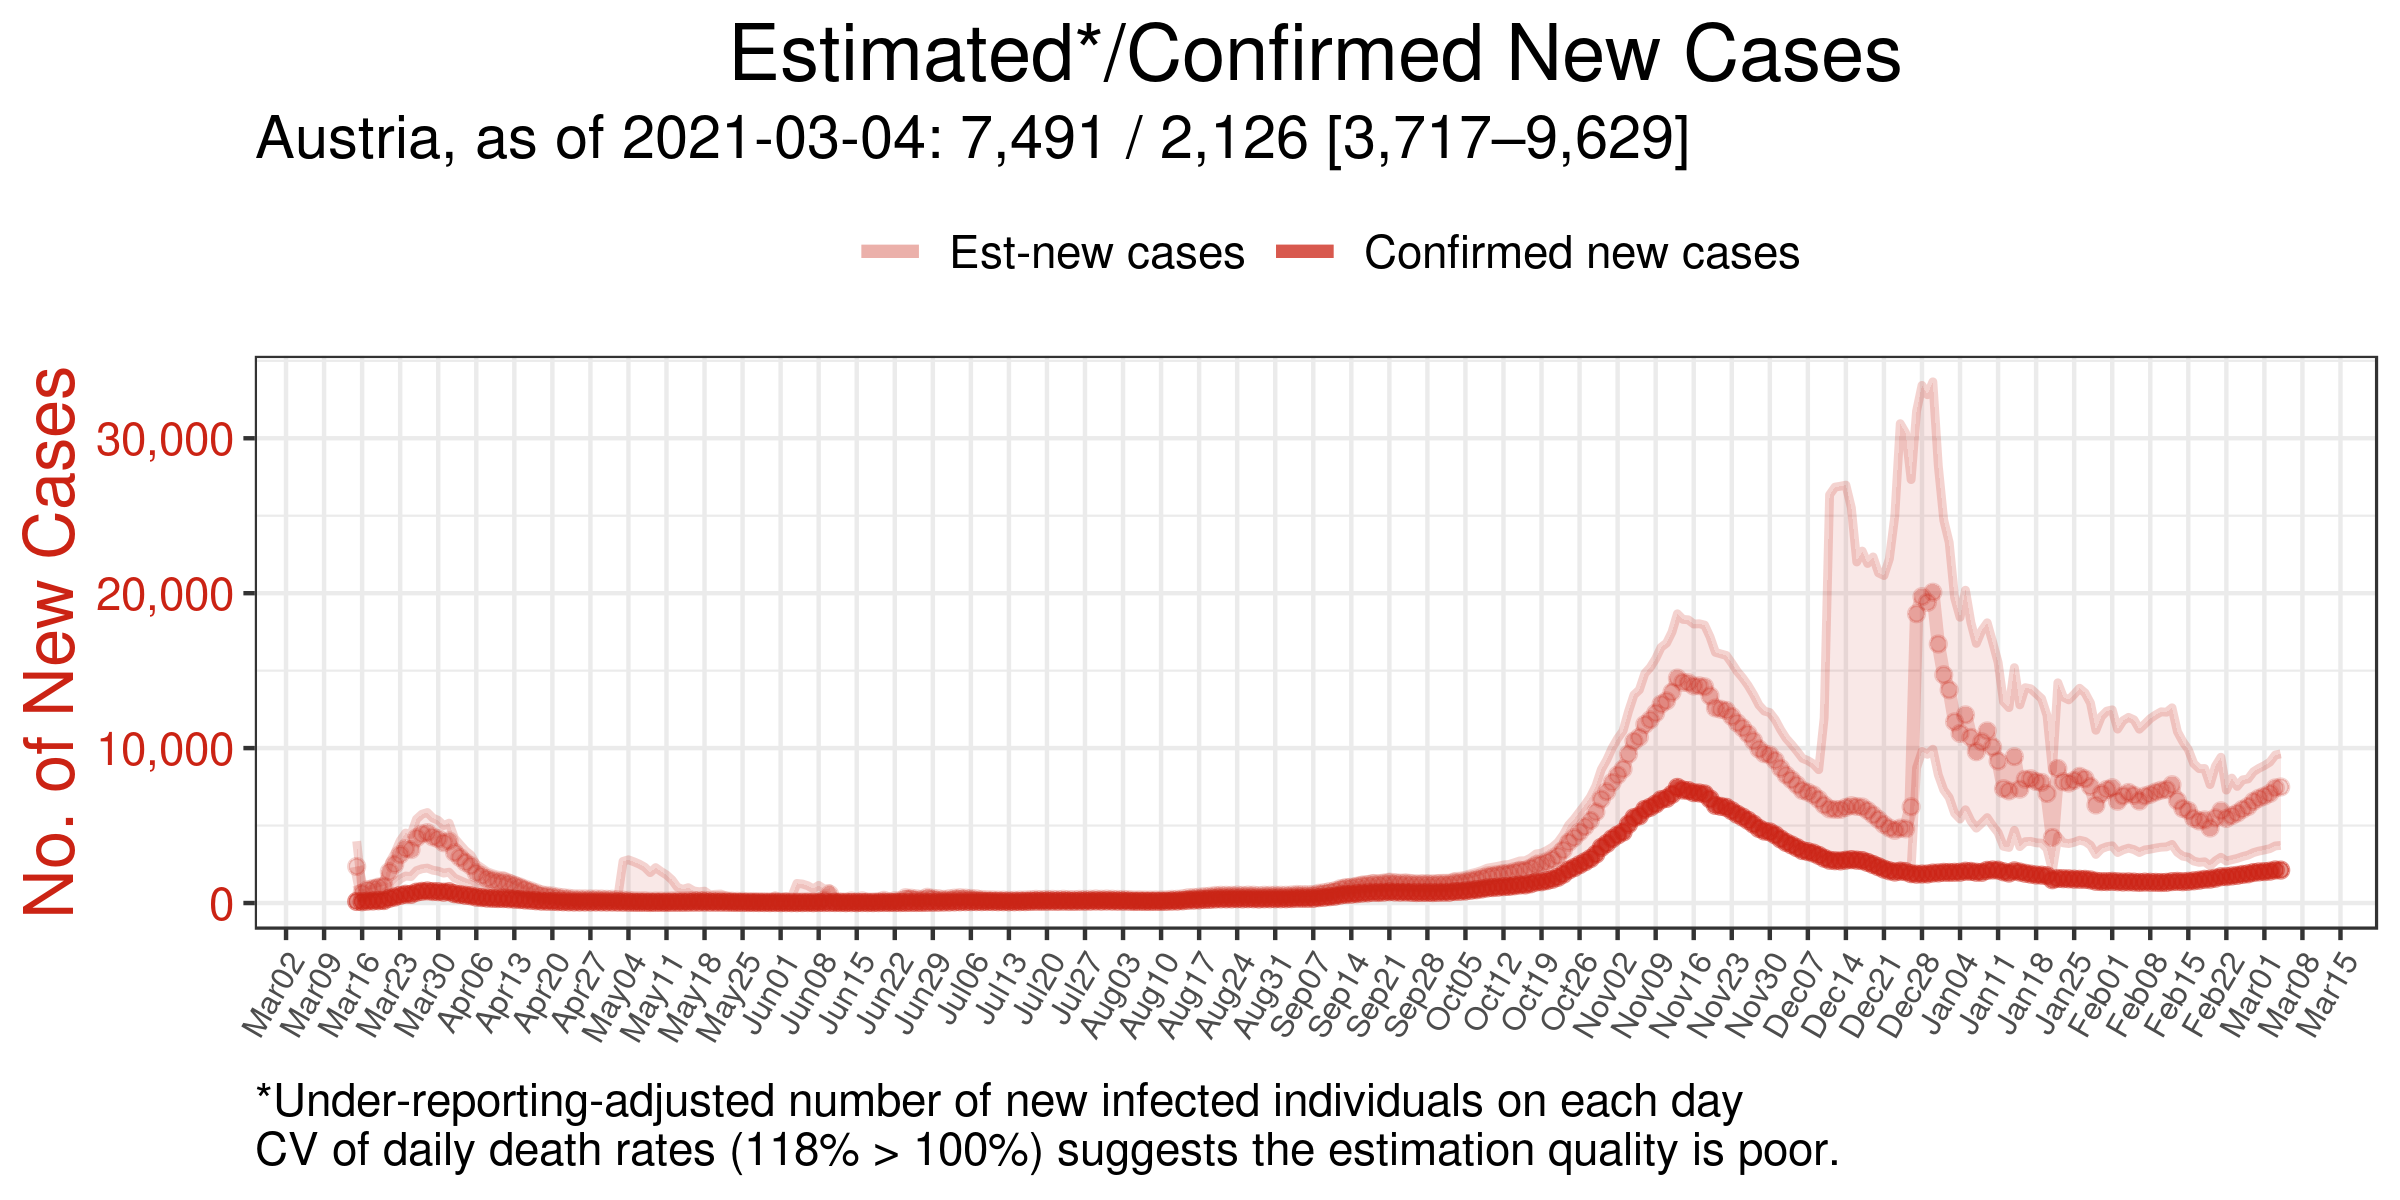 Estimated*/Confirmed New Cases
Austria, as of 2021-03-04: 7,491 / 2,126 [3,717–9,629]
Est-new cases
Confirmed new cases
No. of New Cases
30,000
20,000
10,000
0
Mar02
Mar09
Mar16
Mar23
Mar30
Apr06
Apr13
Apr20
Apr27
May04
May11
May18
May25
Jun01
Jun08
Jun15
Jun22
Jun29
Jul06
Jul13
Jul20
Jul27
Aug03
Aug10
Aug17
Aug24
Aug31
Sep07
Sep14
Sep21
Sep28
Oct05
Oct12
Oct19
Oct26
Nov02
Nov09
Nov16
Nov23
Nov30
Dec07
Dec14
Dec21
Dec28
Jan04
Jan11
Jan18
Jan25
Feb01
Feb08
Feb15
Feb22
Mar01
Mar08
Mar15
*Under-reporting-adjusted number of new infected individuals on each day
CV of daily death rates (118% > 100%) suggests the estimation quality is poor.